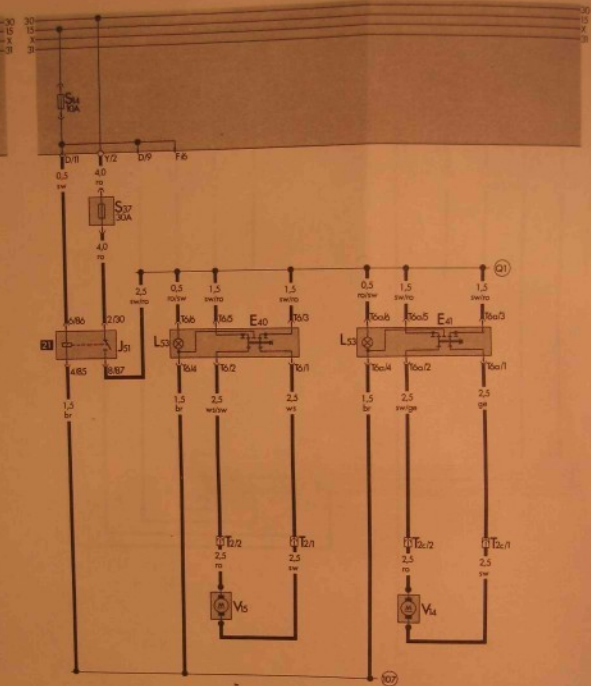 30 30 30
15 15 15
X X X
31 31 31
10A
D/11 Y/2 D/9
0,5 sw
4,0 ro
S37
30A
4,0 ro
Q1
2,5 sw/ro
0,5 ro/sw
1,5 sw/ro
1,5 sw/ro
0,5 ro/sw
1,5 sw/ro
1,5 sw/ro
6/86 2/30 T6/6 T6/5 E40 T6/3 T6a/6 T6a/5 E41 T6a/3
21 J51 L53 L53
4/85 8/87 T6/4 T6/2 T6/1 T6a/4 T6a/2 T6a/1
1,5 br
1,5 br
2,5 ws/sw
2,5 ws
1,5 br
2,5 sw/ge
2,5 ge
T2/2 T2/1 T2c/2 T2c/1
2,5 ro
2,5 sw
2,5 ro
2,5 sw
V15 V14
107